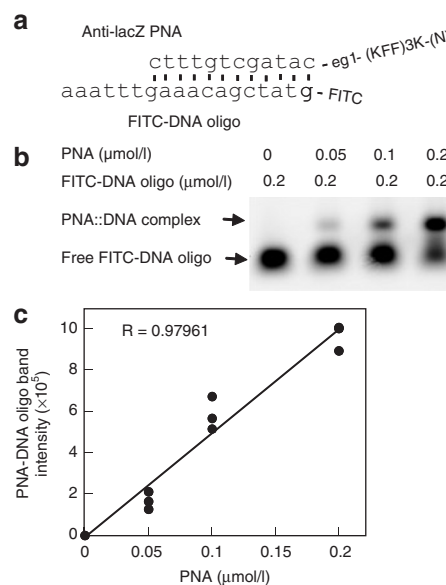 a
Anti-lacZ PNA
ctttgtcgatac - eg1- (KFF)3K-(N
aaatttgaaacagctatg - FITC
FITC-DNA oligo
b
PNA (µmol/l) 0 0.05 0.1 0.2
FITC-DNA oligo (µmol/l) 0.2 0.2 0.2 0.2
PNA::DNA complex
Free FITC-DNA oligo
c
R = 0.97961
10
8
6
4
2
0
PNA-DNA oligo band
intensity (×10⁵)
0 0.05 0.1 0.15 0.2
PNA (µmol/l)